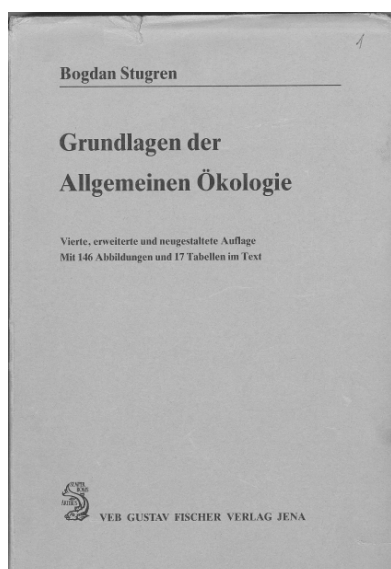 1
Bogdan Stugren
Grundlagen der
Allgemeinen Ökologie
Vierte, erweiterte und neugestaltete Auflage
Mit 146 Abbildungen und 17 Tabellen im Text
VEB GUSTAV FISCHER VERLAG JENA